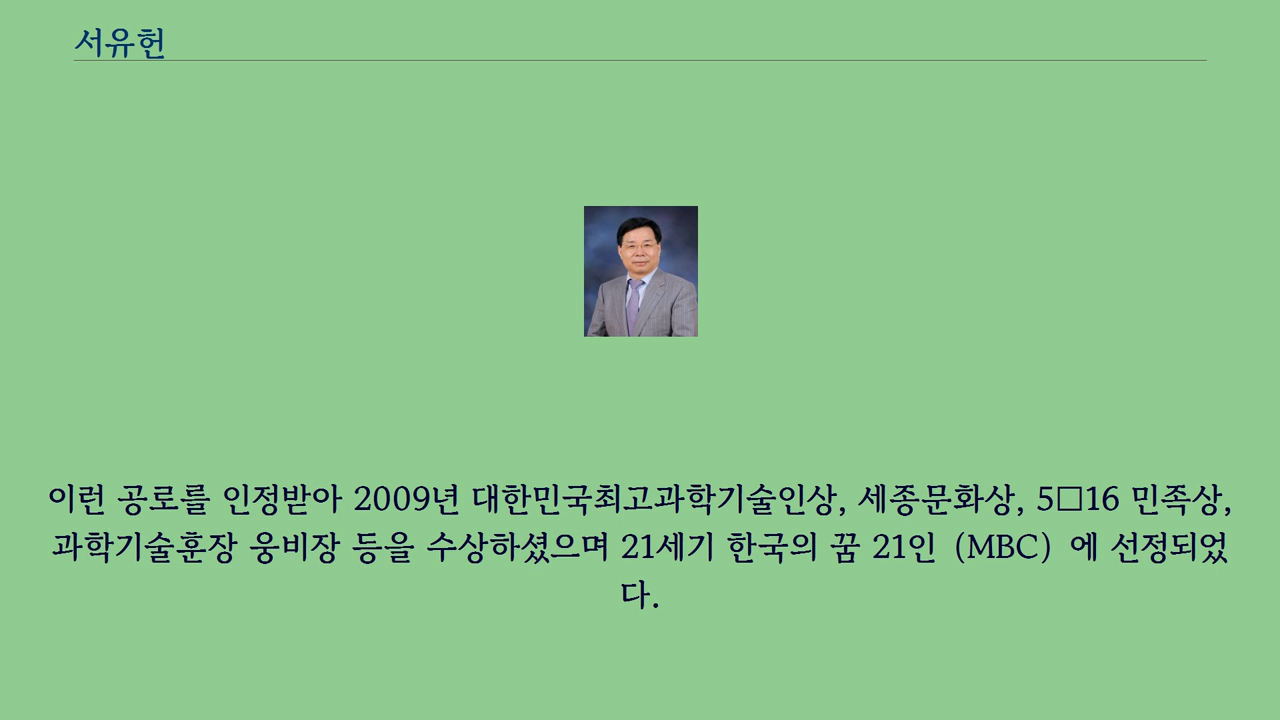 서유헌
이런 공로를 인정받아 2009년 대한민국최고과학기술인상, 세종문화상, 5□16 민족상,
과학기술훈장 웅비장 등을 수상하셨으며 21세기 한국의 꿈 21인 (MBC) 에 선정되었
다.